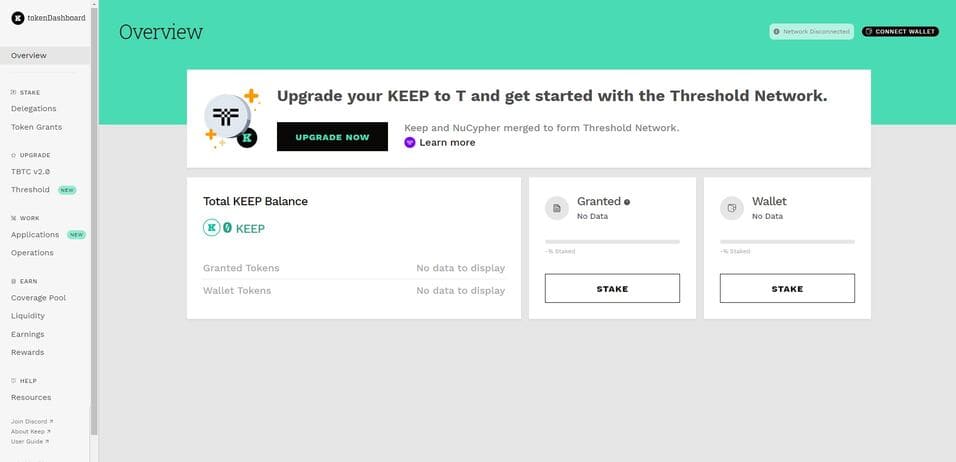 tokenDashboard
Overview
STAKE
Delegations
Token Grants
UPGRADE
TBTC v2.0
Threshold NEW
WORK
Applications NEW
Operations
EARN
Coverage Pool
Liquidity
Earnings
Rewards
HELP
Resources
Join Discord ↗
About Keep ↗
User Guide ↗
Overview
Network Disconnected
CONNECT WALLET
Upgrade your KEEP to T and get started with the Threshold Network.
UPGRADE NOW
Keep and NuCypher merged to form Threshold Network.
Learn more
Total KEEP Balance
0 KEEP
Granted Tokens No data to display
Wallet Tokens No data to display
Granted
No Data
-% Staked
STAKE
Wallet
No Data
-% Staked
STAKE